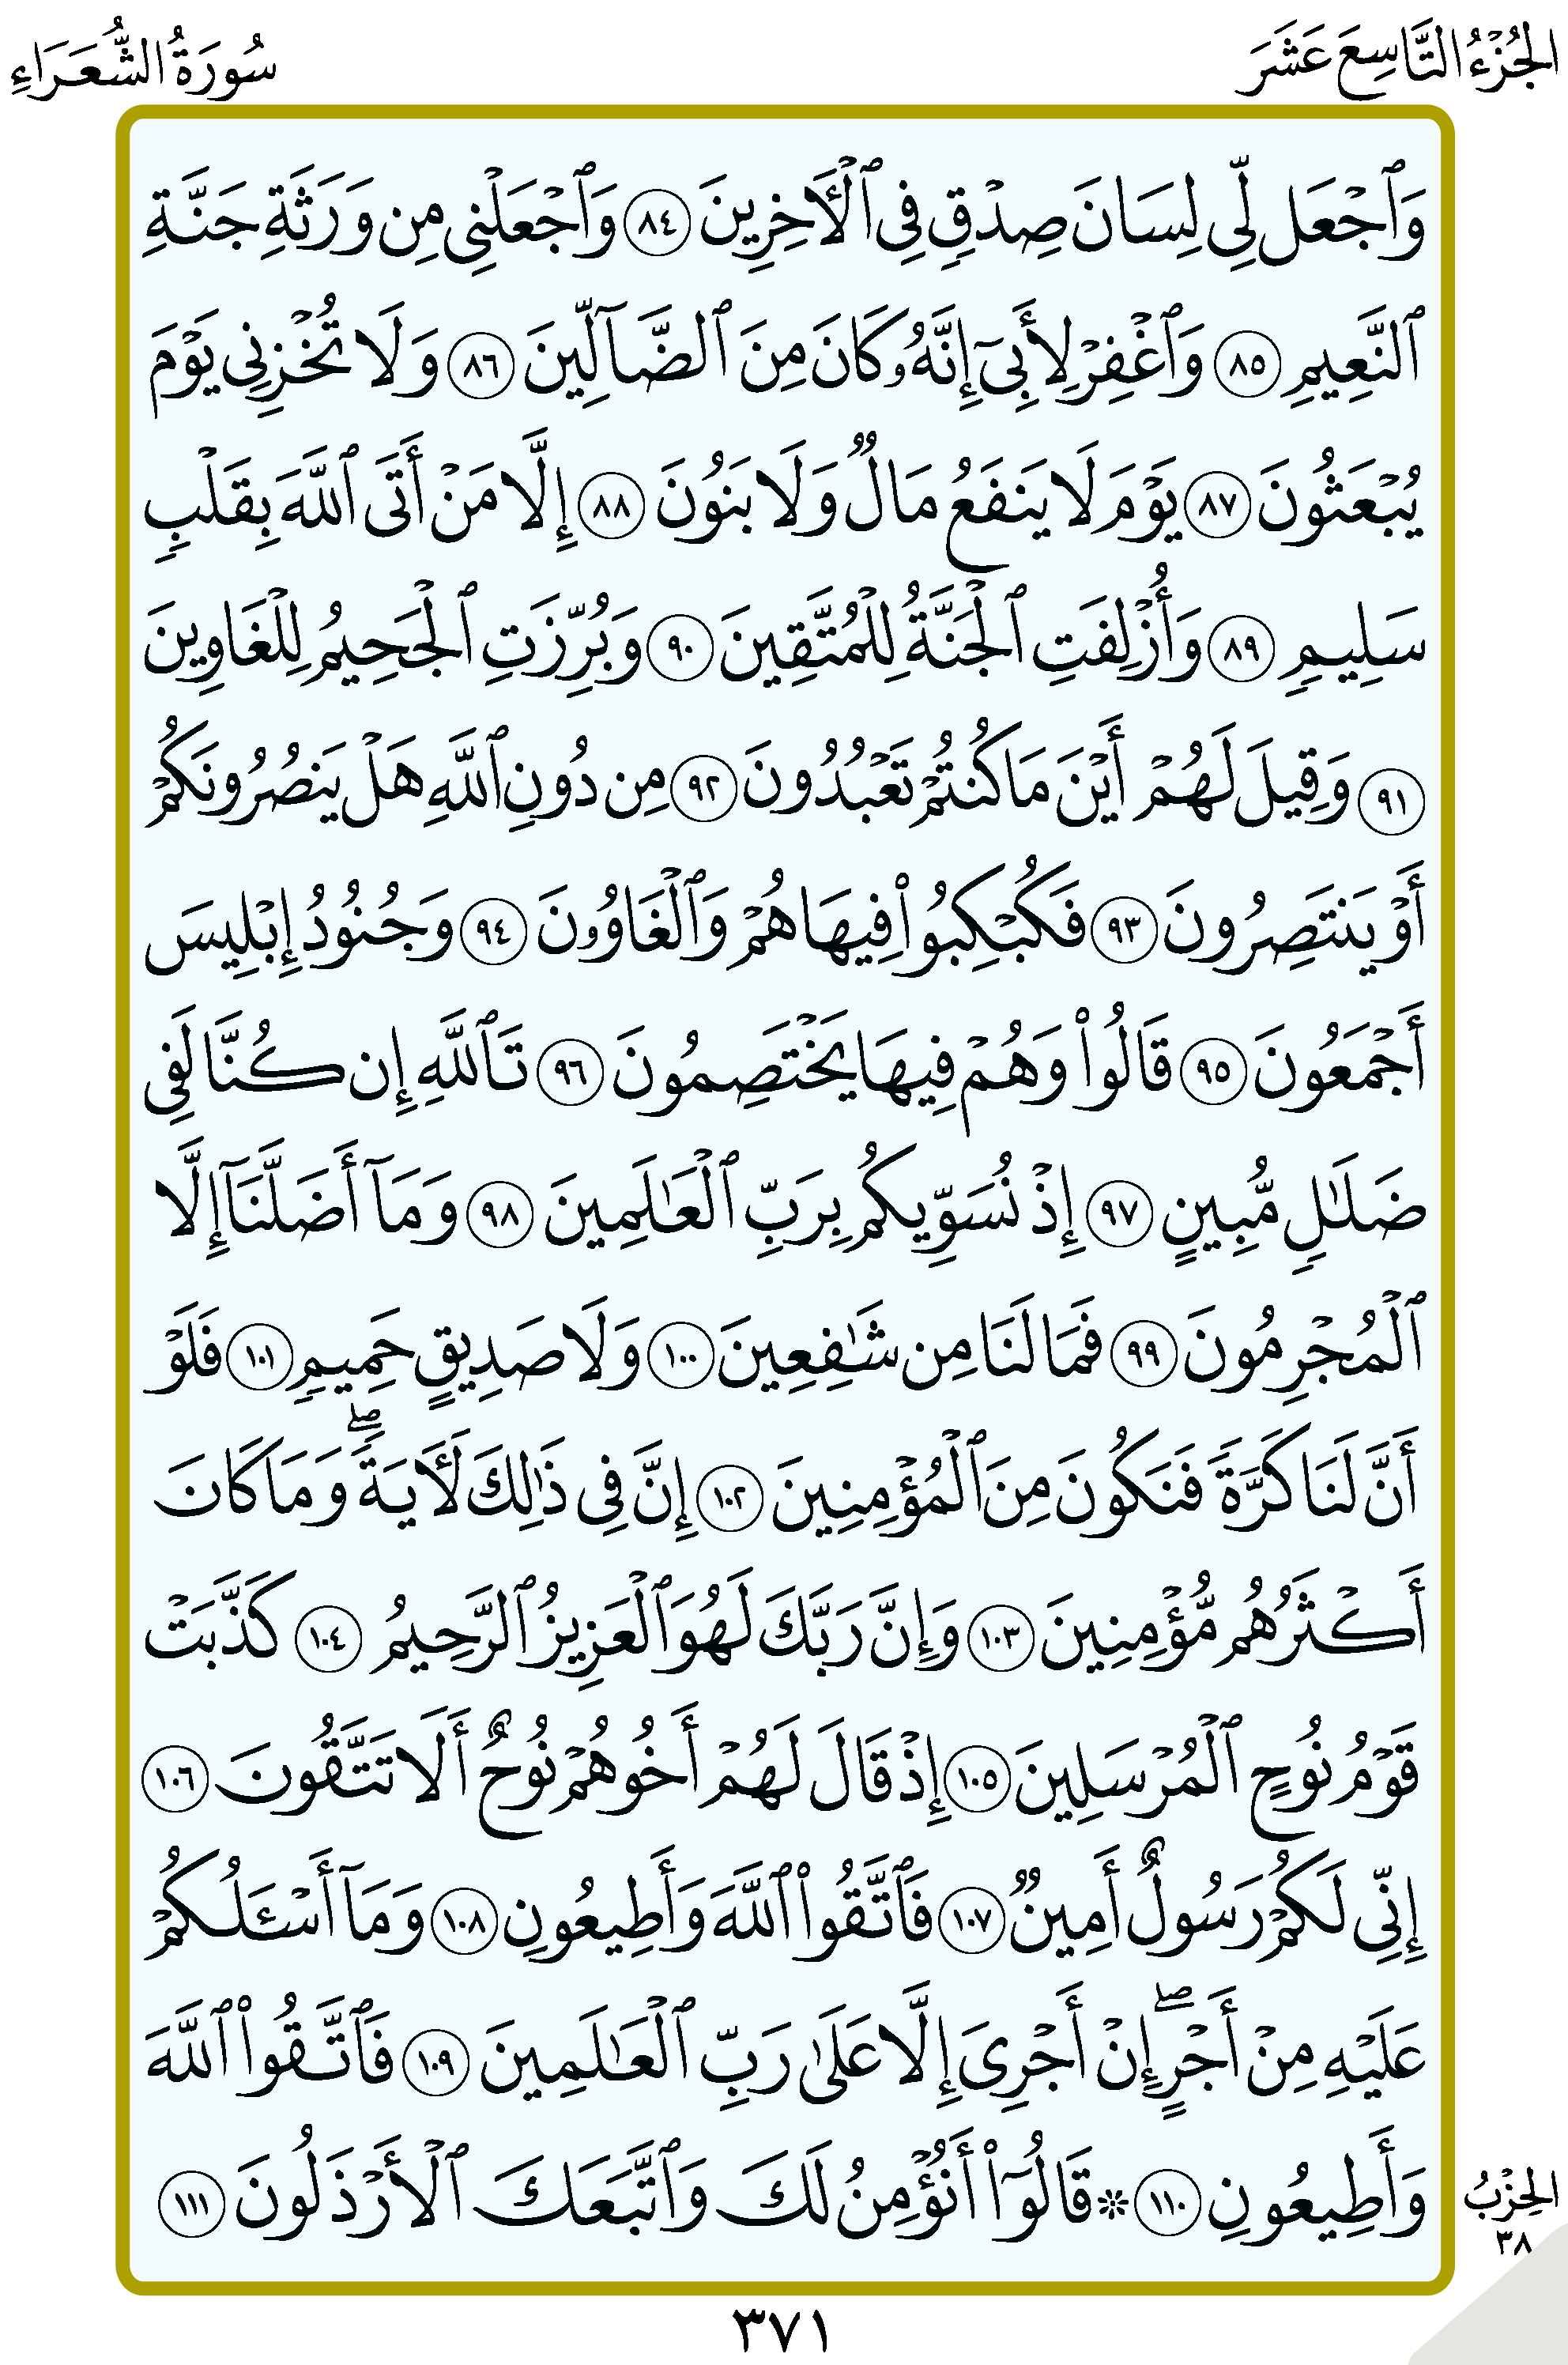 الجُزْءُ التَّاسِعَ عَشَرَ
سُورَةُ الشُّعَرَاءِ
وَٱجۡعَل لِّي لِسَانَ صِدۡقٖ فِي ٱلۡأٓخِرِينَ ٨٤ وَٱجۡعَلۡنِي مِن وَرَثَةِ جَنَّةِ
ٱلنَّعِيمِ ٨٥ وَٱغۡفِرۡ لِأَبِيٓ إِنَّهُۥ كَانَ مِنَ ٱلضَّآلِّينَ ٨٦ وَلَا تُخۡزِنِي يَوۡمَ
يُبۡعَثُونَ ٨٧ يَوۡمَ لَا يَنفَعُ مَالٞ وَلَا بَنُونَ ٨٨ إِلَّا مَنۡ أَتَى ٱللَّهَ بِقَلۡبٖ
سَلِيمٖ ٨٩ وَأُزۡلِفَتِ ٱلۡجَنَّةُ لِلۡمُتَّقِينَ ٩٠ وَبُرِّزَتِ ٱلۡجَحِيمُ لِلۡغَاوِينَ
٩١ وَقِيلَ لَهُمۡ أَيۡنَ مَا كُنتُمۡ تَعۡبُدُونَ ٩٢ مِن دُونِ ٱللَّهِ هَلۡ يَنصُرُونَكُمۡ
أَوۡ يَنتَصِرُونَ ٩٣ فَكُبۡكِبُواْ فِيهَا هُمۡ وَٱلۡغَاوُۥنَ ٩٤ وَجُنُودُ إِبۡلِيسَ
أَجۡمَعُونَ ٩٥ قَالُواْ وَهُمۡ فِيهَا يَخۡتَصِمُونَ ٩٦ تَٱللَّهِ إِن كُنَّا لَفِي
ضَلَٰلٖ مُّبِينٍ ٩٧ إِذۡ نُسَوِّيكُم بِرَبِّ ٱلۡعَٰلَمِينَ ٩٨ وَمَآ أَضَلَّنَآ إِلَّا
ٱلۡمُجۡرِمُونَ ٩٩ فَمَا لَنَا مِن شَٰفِعِينَ ١٠٠ وَلَا صَدِيقٍ حَمِيمٖ ١٠١ فَلَوۡ
أَنَّ لَنَا كَرَّةٗ فَنَكُونَ مِنَ ٱلۡمُؤۡمِنِينَ ١٠٢ إِنَّ فِي ذَٰلِكَ لَأٓيَةٗۖ وَمَا كَانَ
أَكۡثَرُهُم مُّؤۡمِنِينَ ١٠٣ وَإِنَّ رَبَّكَ لَهُوَ ٱلۡعَزِيزُ ٱلرَّحِيمُ ١٠٤ كَذَّبَتۡ
قَوۡمُ نُوحٍ ٱلۡمُرۡسَلِينَ ١٠٥ إِذۡ قَالَ لَهُمۡ أَخُوهُمۡ نُوحٌ أَلَا تَتَّقُونَ ١٠٦
إِنِّي لَكُمۡ رَسُولٌ أَمِينٞ ١٠٧ فَٱتَّقُواْ ٱللَّهَ وَأَطِيعُونِ ١٠٨ وَمَآ أَسۡـَٔلُكُمۡ
عَلَيۡهِ مِنۡ أَجۡرٍۖ إِنۡ أَجۡرِيَ إِلَّا عَلَىٰ رَبِّ ٱلۡعَٰلَمِينَ ١٠٩ فَٱتَّقُواْ ٱللَّهَ
وَأَطِيعُونِ ١١٠ ۞ قَالُوٓاْ أَنُؤۡمِنُ لَكَ وَٱتَّبَعَكَ ٱلۡأَرۡذَلُونَ ١١١
الحِزْبُ
٣٨
٣٧١